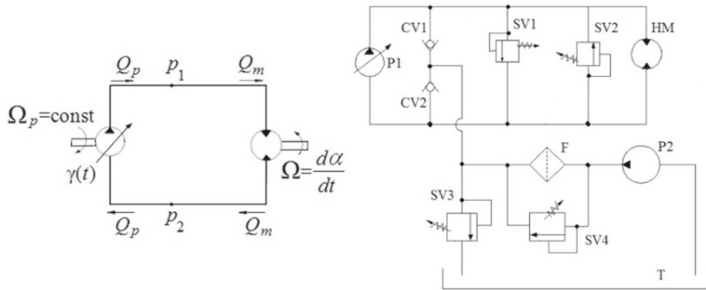 Q_p p_1 Q_m
Ω_p=const
γ(t)
Ω=dα/dt
Q_p p_2 Q_m
CV1 SV1 SV2 HM
P1
CV2
F P2
SV3
SV4
T